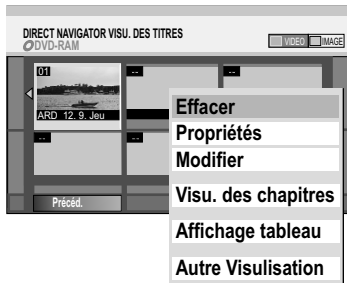 DIRECT NAVIGATOR VISU. DES TITRES
DVD-RAM
VIDEO IMAGE
01 -- --
ARD 12. 9. Jeu
-- --
Précéd.
Effacer
Propriétés
Modifier
Visu. des chapitres
Affichage tableau
Autre Visulisation